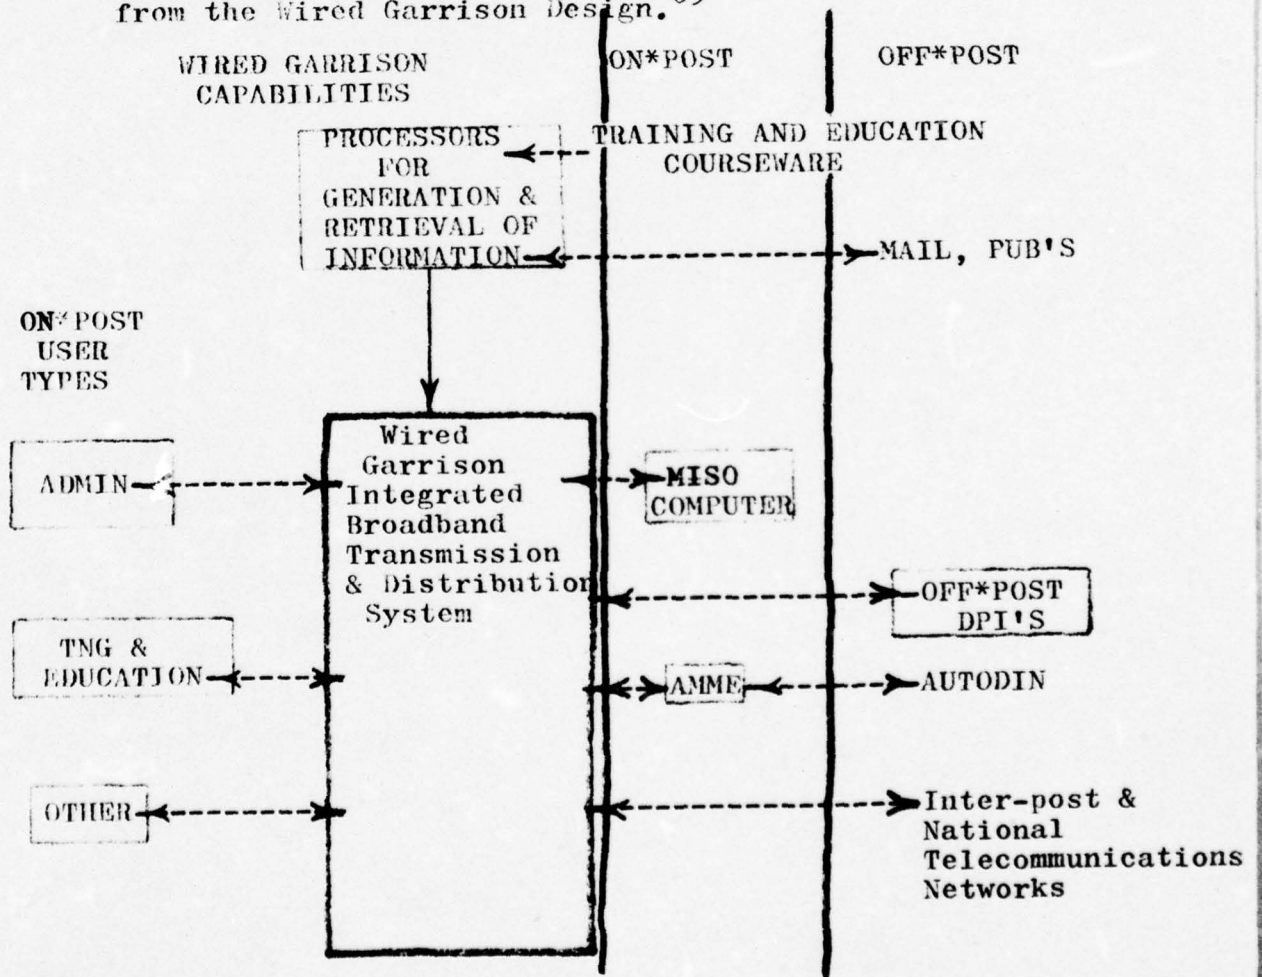 from the Wired Garrison Design.
WIRED GARRISON
CAPABILITIES
ON*POST
OFF*POST
PROCESSORS
FOR
GENERATION &
RETRIEVAL OF
INFORMATION
TRAINING AND EDUCATION
COURSEWARE
MAIL, PUB'S
ON*POST
USER
TYPES
ADMIN
TNG &
EDUCATION
OTHER
Wired
Garrison
Integrated
Broadband
Transmission
& Distribution
System
MISO
COMPUTER
OFF*POST
DPI'S
AMME
AUTODIN
Inter-post &
National
Telecommunications
Networks